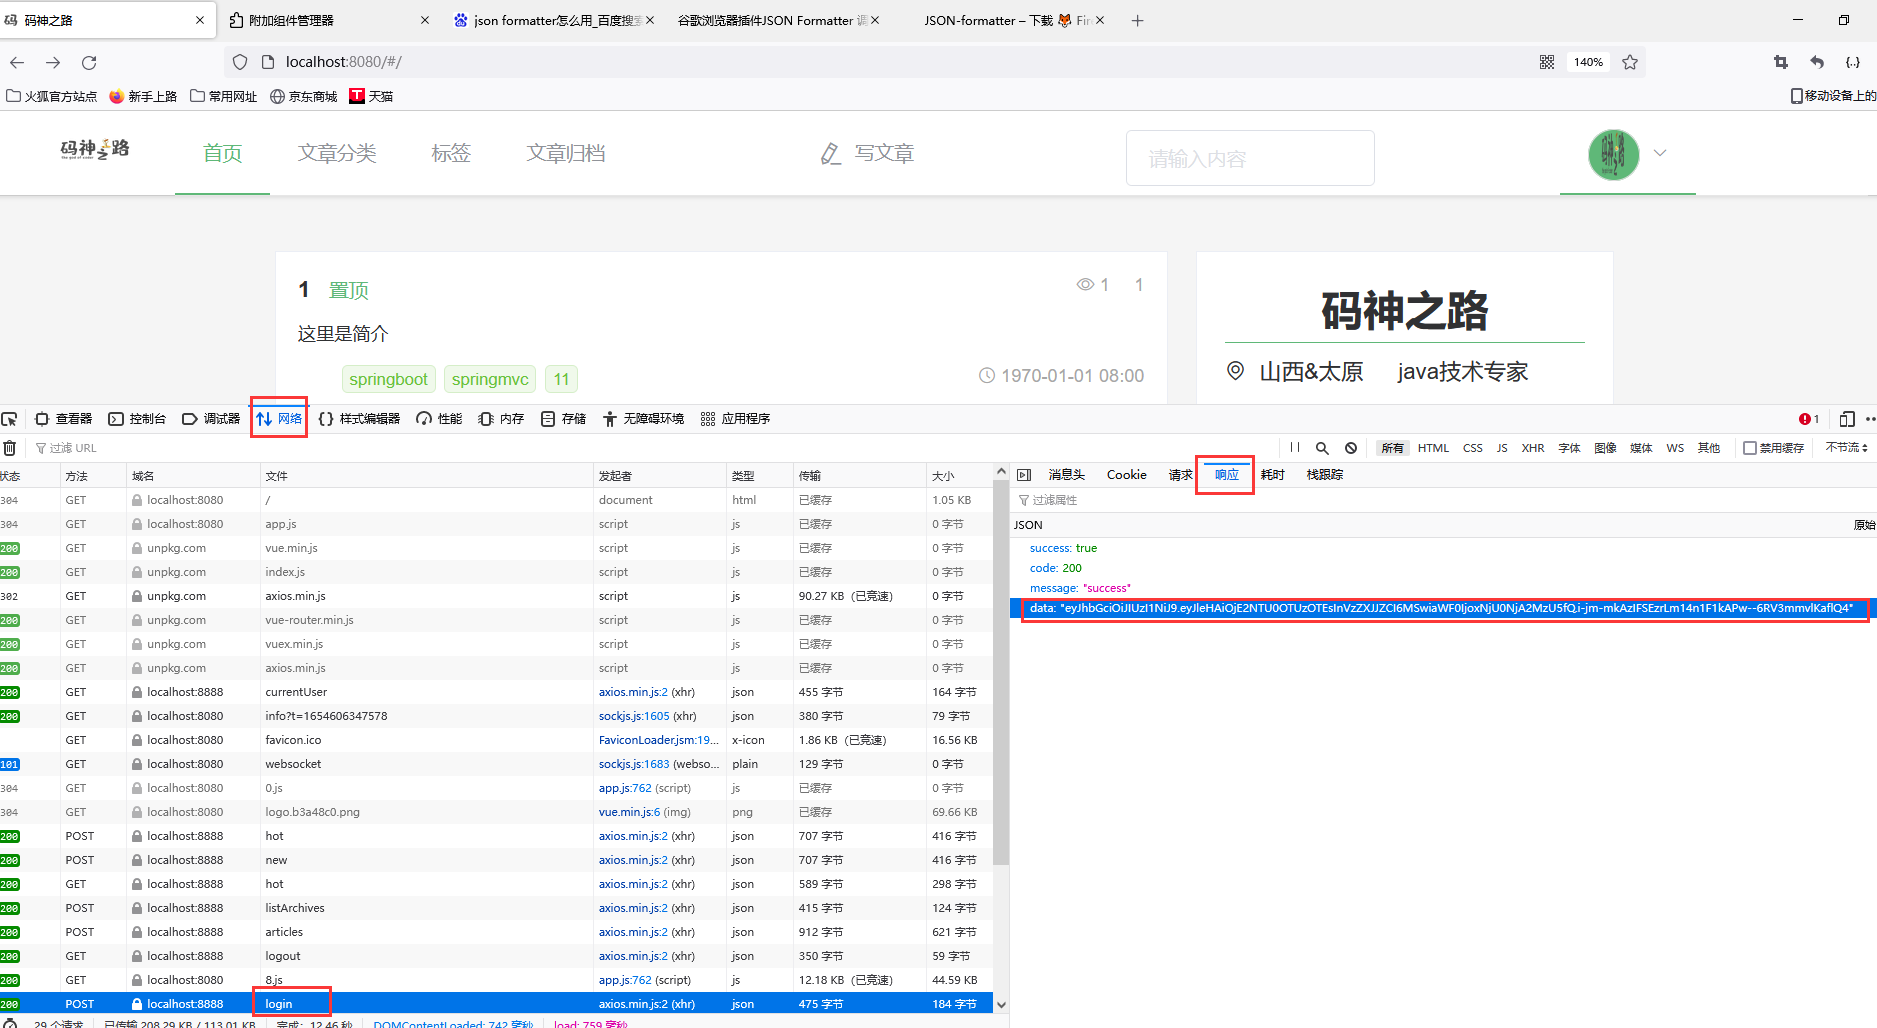 码 码神之路
附加组件管理器
json formatter怎么用_百度搜索
谷歌浏览器插件JSON Formatter 调
JSON-formatter – 下载 🦊 Fir
localhost:8080/#/
140%
火狐官方站点 新手上路 常用网址 京东商城 天猫
移动设备上的
码神之路 首页 文章分类 标签 文章归档 写文章 请输入内容
1 置顶 1 1
这里是简介
springboot springmvc 11 1970-01-01 08:00
码神之路
山西&太原 java技术专家
查看器 控制台 调试器 网络 样式编辑器 性能 内存 存储 无障碍环境 应用程序 1
过滤 URL 所有 HTML CSS JS XHR 字体 图像 媒体 WS 其他 禁用缓存 不节流
状态 方法 域名 文件 发起者 类型 传输 大小
304 GET localhost:8080 / document html 已缓存 1.05 KB
304 GET localhost:8080 app.js script js 已缓存 0 字节
200 GET unpkg.com vue.min.js script js 已缓存 0 字节
200 GET unpkg.com index.js script js 已缓存 0 字节
302 GET unpkg.com axios.min.js script js 90.27 KB（已竞速） 0 字节
200 GET unpkg.com vue-router.min.js script js 已缓存 0 字节
200 GET unpkg.com vuex.min.js script js 已缓存 0 字节
200 GET unpkg.com axios.min.js script js 已缓存 0 字节
200 GET localhost:8888 currentUser axios.min.js:2 (xhr) json 455 字节 164 字节
200 GET localhost:8080 info?t=1654606347578 sockjs.js:1605 (xhr) json 380 字节 79 字节
GET localhost:8080 favicon.ico FaviconLoader.jsm:19... x-icon 1.86 KB（已竞速） 16.56 KB
101 GET localhost:8080 websocket sockjs.js:1683 (webso... plain 129 字节 0 字节
304 GET localhost:8080 0.js app.js:762 (script) js 已缓存 0 字节
304 GET localhost:8080 logo.b3a48c0.png vue.min.js:6 (img) png 已缓存 69.66 KB
200 POST localhost:8888 hot axios.min.js:2 (xhr) json 707 字节 416 字节
200 POST localhost:8888 new axios.min.js:2 (xhr) json 707 字节 416 字节
200 GET localhost:8888 hot axios.min.js:2 (xhr) json 589 字节 298 字节
200 POST localhost:8888 listArchives axios.min.js:2 (xhr) json 415 字节 124 字节
200 POST localhost:8888 articles axios.min.js:2 (xhr) json 912 字节 621 字节
200 GET localhost:8888 logout axios.min.js:2 (xhr) json 350 字节 59 字节
200 GET localhost:8080 8.js app.js:762 (script) js 12.18 KB（已竞速） 44.59 KB
200 POST localhost:8888 login axios.min.js:2 (xhr) json 475 字节 184 字节
29 个请求 已传输 208.29 KB / 113.01 KB 完成：12.46 秒 DOMContentLoaded: 742 毫秒 load: 759 毫秒
消息头 Cookie 请求 响应 耗时 栈跟踪
过滤属性
JSON 原始
success: true
code: 200
message: "success"
data: "eyJhbGciOiJIUzI1NiJ9.eyJleHAiOjE2NTU0OTUzOTEsInVzZXJJZCI6MSwiaWF0IjoxNjU0NjA2MzU5fQ.i-jm-mkAzIFSEzrLm14n1F1kAPw--6RV3mmvlKaflQ4"